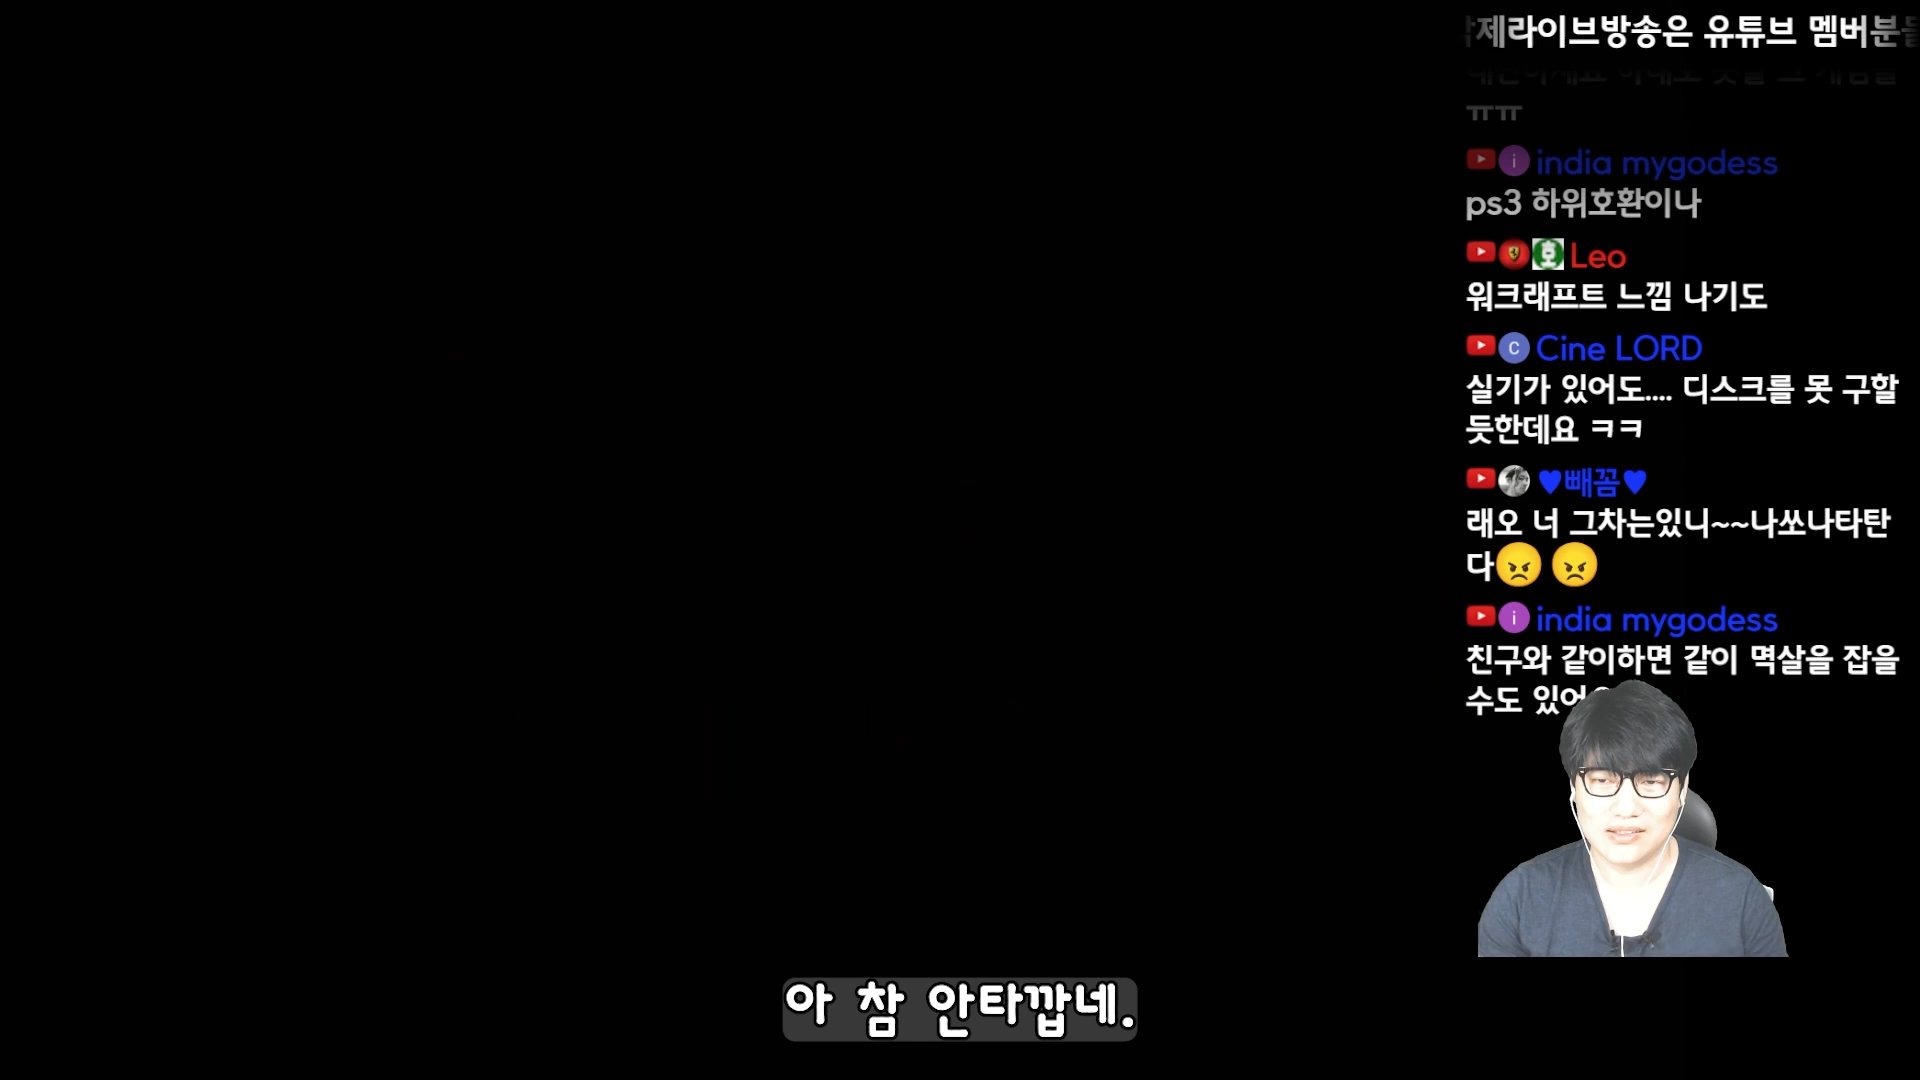 제라이브방송은 유튜브 멤버분들
ㅠㅠ
i india mygodess
ps3 하위호환이나
호 Leo
워크래프트 느낌 나기도
c Cine LORD
실기가 있어도.... 디스크를 못 구할
듯한데요 ㅋㅋ
♥빼꼼♥
래오 너 그차는있니~~나쏘나타탄
다😠 😠
i india mygodess
친구와 같이하면 같이 멱살을 잡을
수도 있어
아 참 안타깝네.